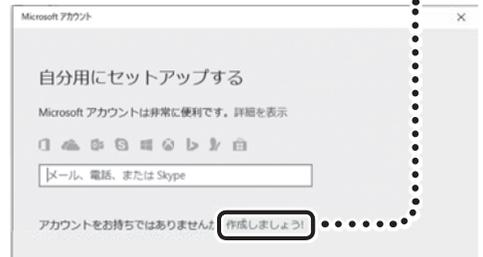 Microsoft アカウント
自分用にセットアップする
Microsoft アカウントは非常に便利です。詳細を表示
メール、電話、または Skype
アカウントをお持ちではありません 作成しましょう!